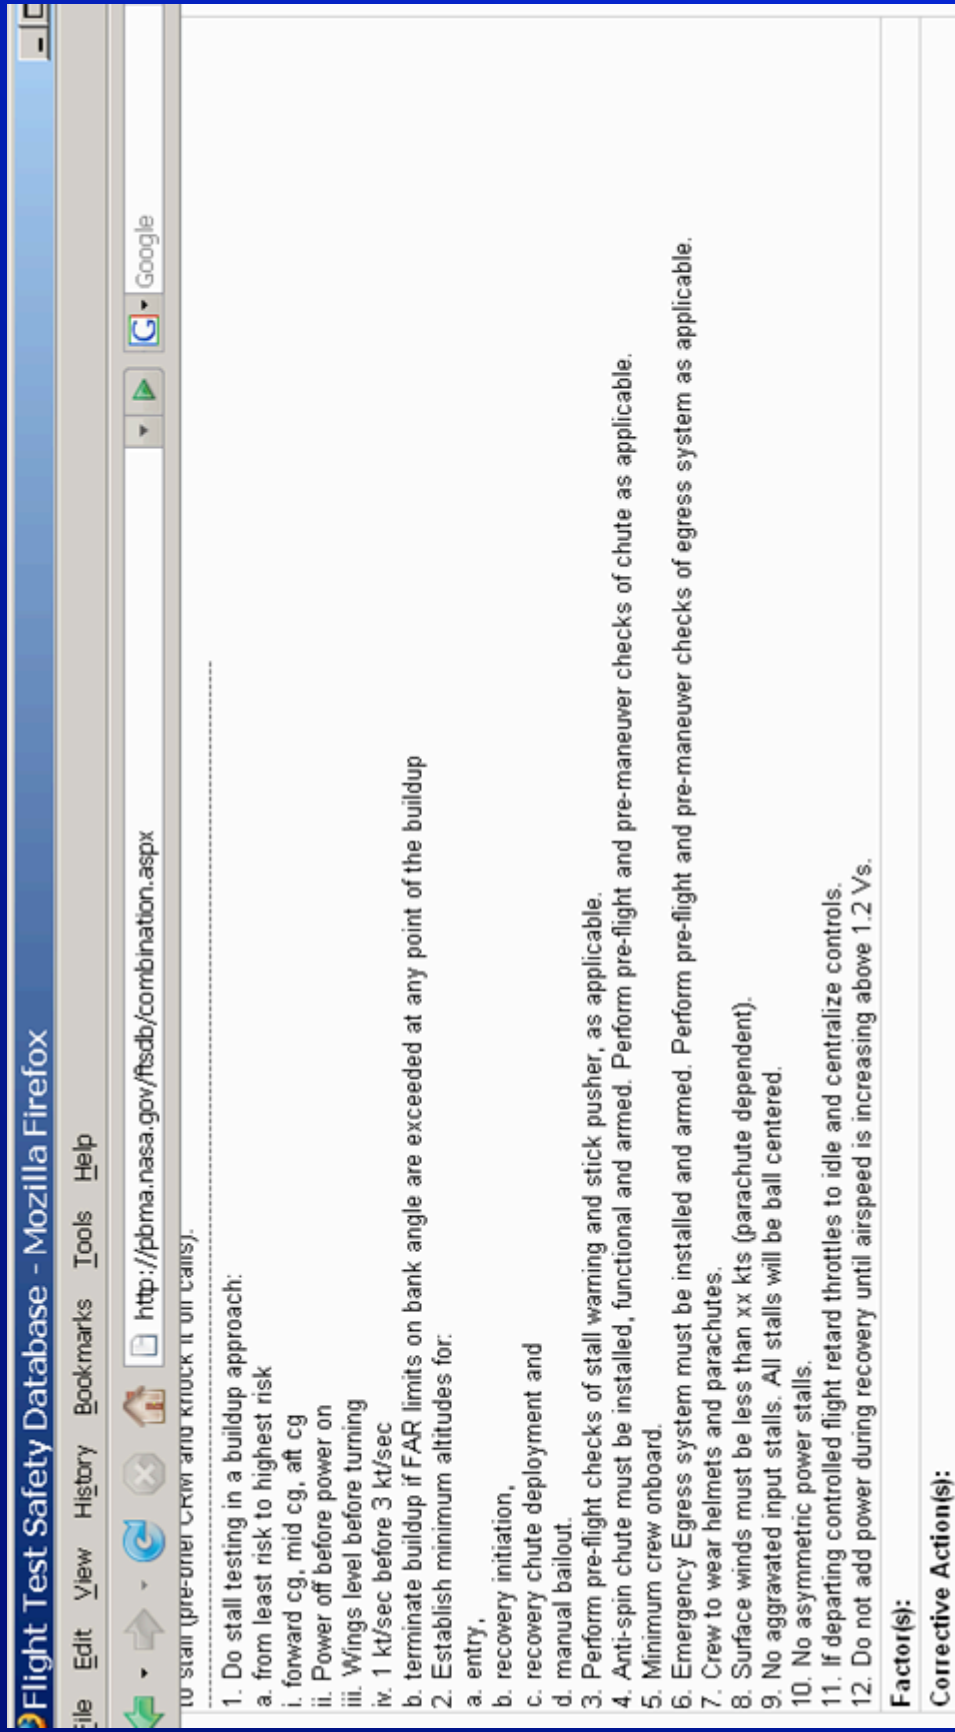 Flight Test Safety Database - Mozilla Firefox
File Edit View History Bookmarks Tools Help
http://pbma.nasa.gov/ftsdb/combination.aspx
Google
to stall (pre-brief CRM and knock it off calls).
1. Do stall testing in a buildup approach:
a. from least risk to highest risk
i. forward cg, mid cg, aft cg
ii. Power off before power on
iii. Wings level before turning
iv. 1 kt/sec before 3 kt/sec
b. terminate buildup if FAR limits on bank angle are exceeded at any point of the buildup
2. Establish minimum altitudes for:
a. entry,
b. recovery initiation,
c. recovery chute deployment and
d. manual bailout.
3. Perform pre-flight checks of stall warning and stick pusher, as applicable.
4. Anti-spin chute must be installed, functional and armed. Perform pre-flight and pre-maneuver checks of chute as applicable.
5. Minimum crew onboard.
6. Emergency Egress system must be installed and armed. Perform pre-flight and pre-maneuver checks of egress system as applicable.
7. Crew to wear helmets and parachutes.
8. Surface winds must be less than xx kts (parachute dependent).
9. No aggravated input stalls. All stalls will be ball centered.
10. No asymmetric power stalls.
11. If departing controlled flight retard throttles to idle and centralize controls.
12. Do not add power during recovery until airspeed is increasing above 1.2 Vs.
Factor(s):
Corrective Action(s):